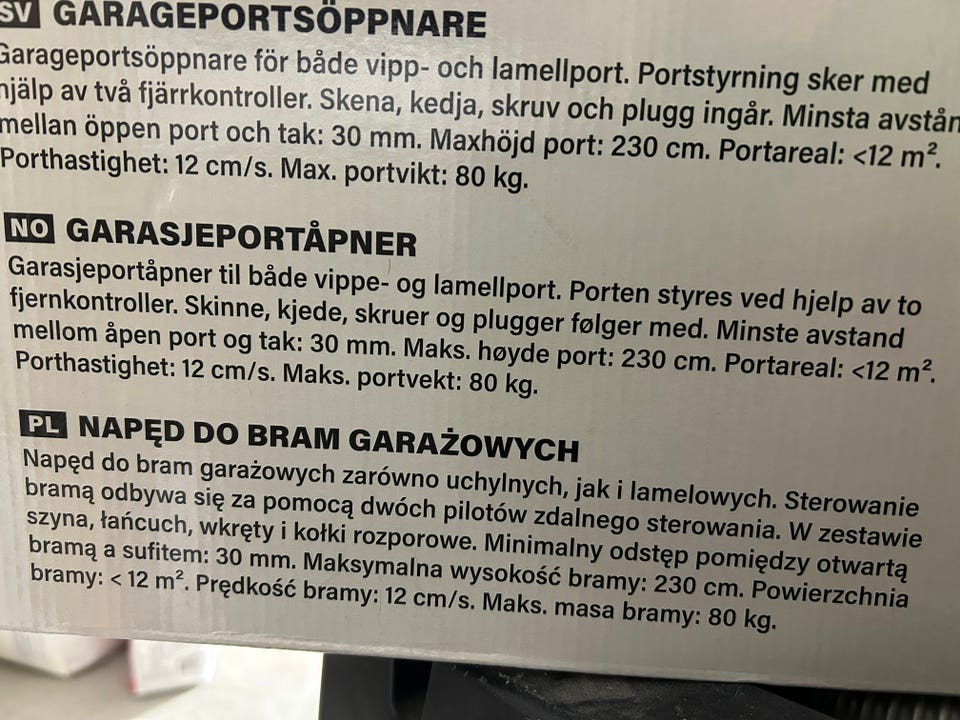 SV GARAGEPORTSÖPPNARE
Garageportsöppnare för både vipp- och lamellport. Portstyrning sker med
hjälp av två fjärrkontroller. Skena, kedja, skruv och plugg ingår. Minsta avstån
mellan öppen port och tak: 30 mm. Maxhöjd port: 230 cm. Portareal: <12 m².
Porthastighet: 12 cm/s. Max. portvikt: 80 kg.
NO GARASJEPORTÅPNER
Garasjeportåpner til både vippe- og lamellport. Porten styres ved hjelp av to
fjernkontroller. Skinne, kjede, skruer og plugger følger med. Minste avstand
mellom åpen port og tak: 30 mm. Maks. høyde port: 230 cm. Portareal: <12 m².
Porthastighet: 12 cm/s. Maks. portvekt: 80 kg.
PL NAPĘD DO BRAM GARAŻOWYCH
Napęd do bram garażowych zarówno uchylnych, jak i lamelowych. Sterowanie
bramą odbywa się za pomocą dwóch pilotów zdalnego sterowania. W zestawie
szyna, łańcuch, wkręty i kołki rozporowe. Minimalny odstęp pomiędzy otwartą
bramą a sufitem: 30 mm. Maksymalna wysokość bramy: 230 cm. Powierzchnia
bramy: < 12 m². Prędkość bramy: 12 cm/s. Maks. masa bramy: 80 kg.